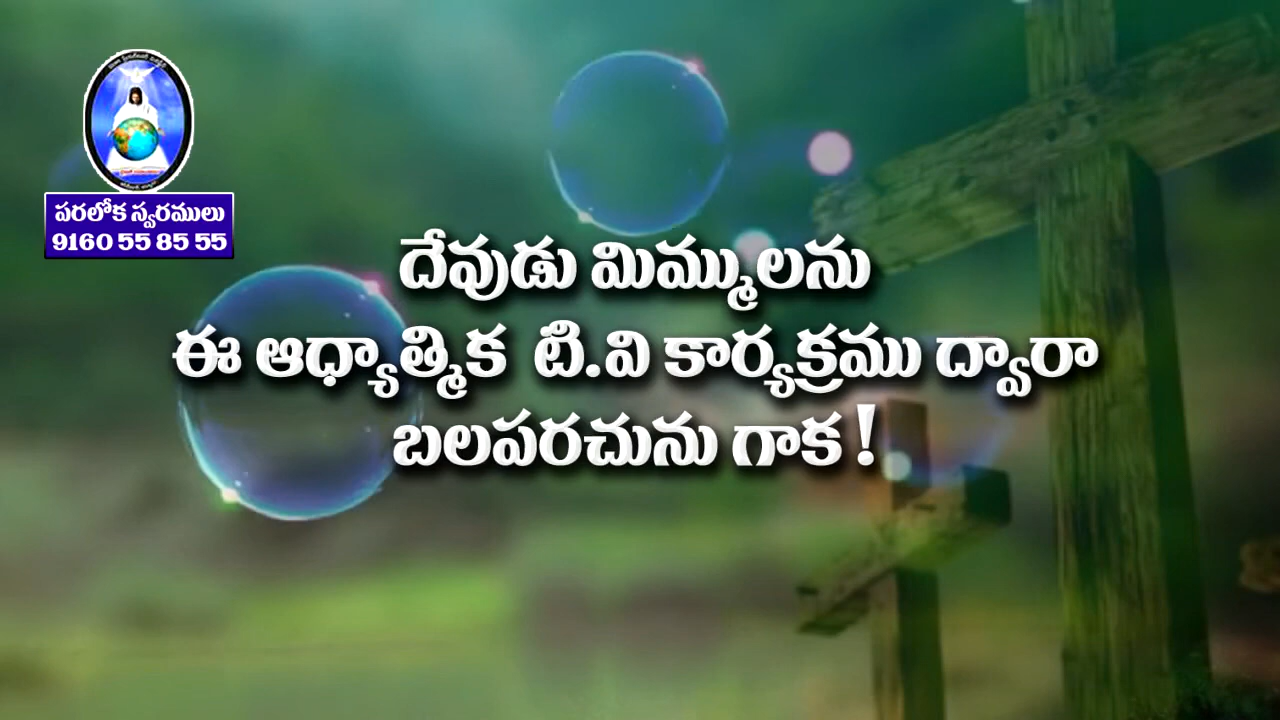 పరలోక స్వరములు
9160 55 85 55
దేవుడు మిమ్ములను
ఈ ఆధ్యాత్మిక టి.వి కార్యక్రము ద్వారా
బలపరచును గాక!